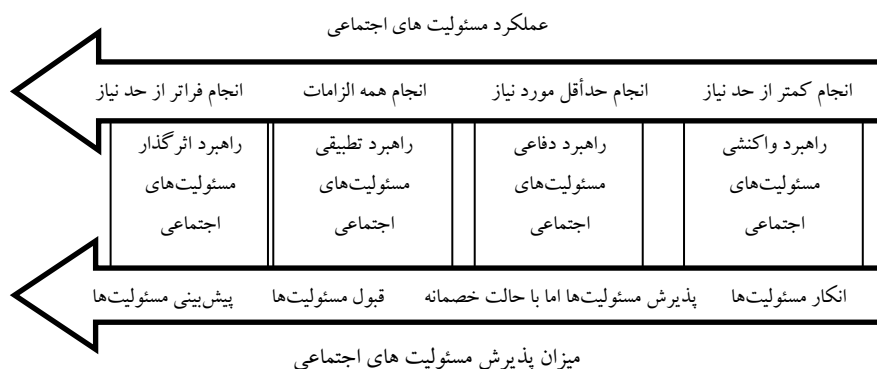 عملکرد مسئولیت های اجتماعی
انجام کمتر از حد نیاز
انجام حدأقل مورد نیاز
انجام همه الزامات
انجام فراتر از حد نیاز
راهبرد واکنشی
مسئولیت‌های
اجتماعی
راهبرد دفاعی
مسئولیت‌های
اجتماعی
راهبرد تطبیقی
مسئولیت‌های
اجتماعی
راهبرد اثرگذار
مسئولیت‌های
اجتماعی
انکار مسئولیت‌ها
پذیرش مسئولیت‌ها اما با حالت خصمانه
قبول مسئولیت‌ها
پیش‌بینی مسئولیت‌ها
میزان پذیرش مسئولیت های اجتماعی